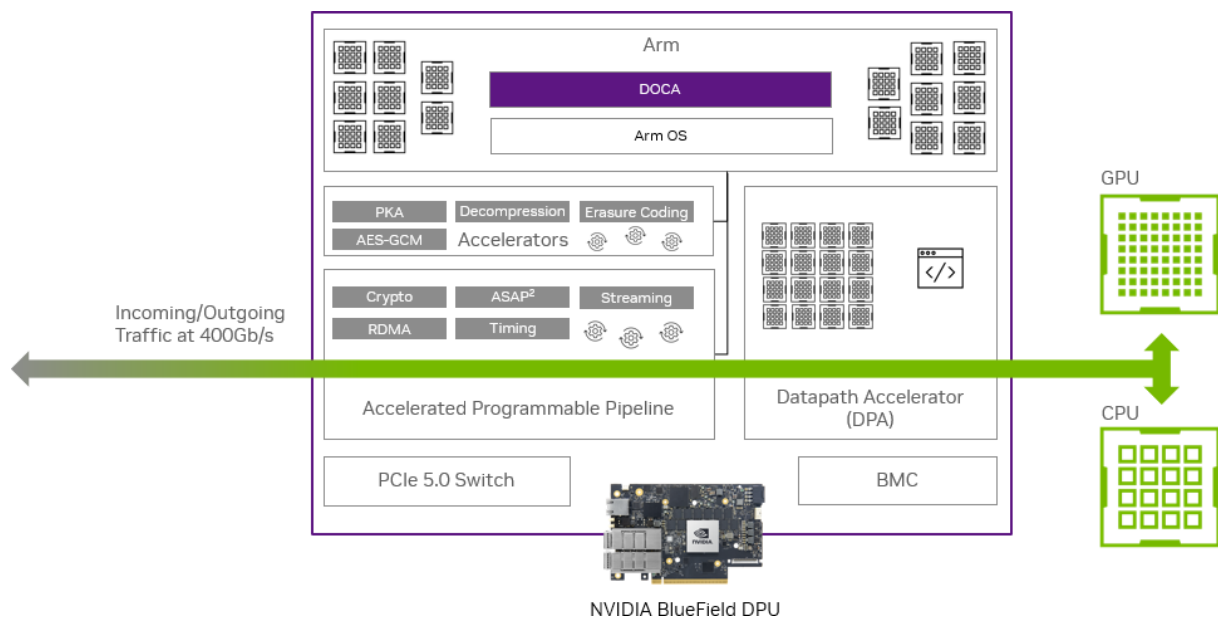 Arm
DOCA
Arm OS
PKA
Decompression
Erasure Coding
AES-GCM
Accelerators
Crypto
ASAP²
Streaming
RDMA
Timing
Accelerated Programmable Pipeline
</>
Datapath Accelerator
(DPA)
Incoming/Outgoing
Traffic at 400Gb/s
GPU
CPU
PCIe 5.0 Switch
BMC
NVIDIA
NVIDIA BlueField DPU